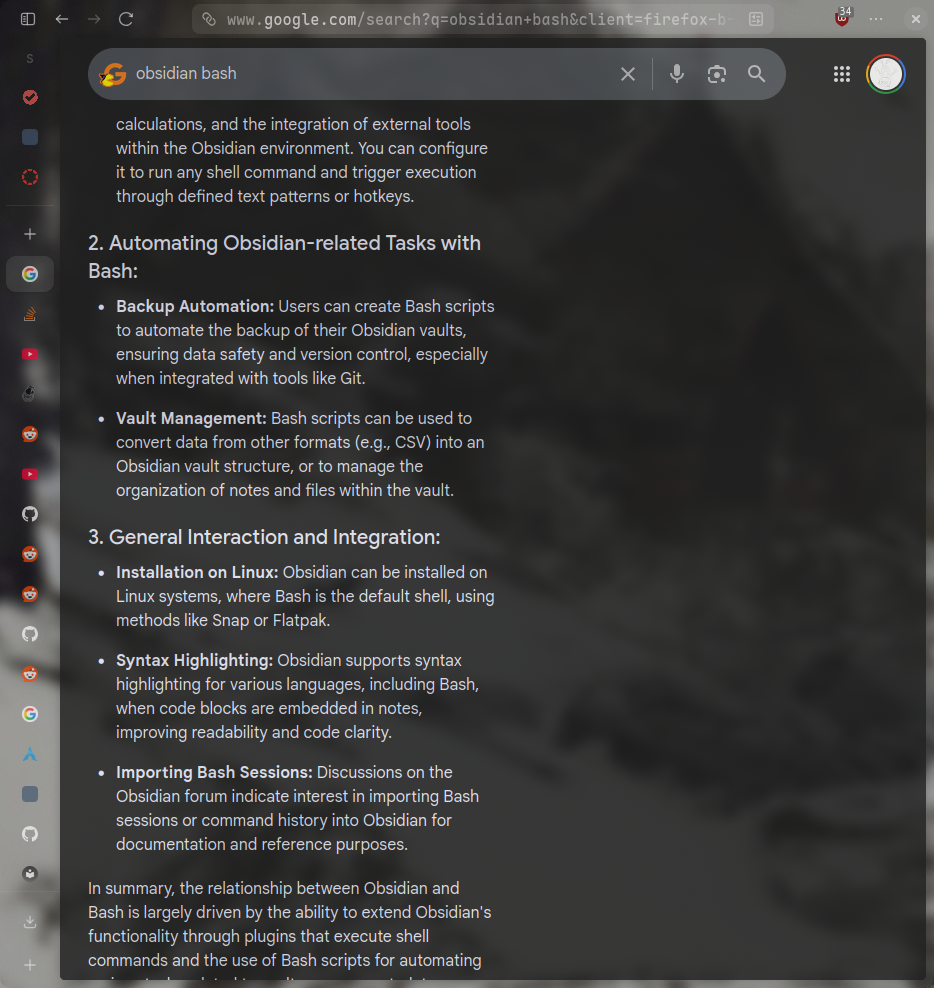 www.google.com/search?q=obsidian+bash&client=firefox-b-
34
S
obsidian bash
calculations, and the integration of external tools
within the Obsidian environment. You can configure
it to run any shell command and trigger execution
through defined text patterns or hotkeys.
2. Automating Obsidian-related Tasks with
Bash:
• Backup Automation: Users can create Bash scripts
to automate the backup of their Obsidian vaults,
ensuring data safety and version control, especially
when integrated with tools like Git.
• Vault Management: Bash scripts can be used to
convert data from other formats (e.g., CSV) into an
Obsidian vault structure, or to manage the
organization of notes and files within the vault.
3. General Interaction and Integration:
• Installation on Linux: Obsidian can be installed on
Linux systems, where Bash is the default shell, using
methods like Snap or Flatpak.
• Syntax Highlighting: Obsidian supports syntax
highlighting for various languages, including Bash,
when code blocks are embedded in notes,
improving readability and code clarity.
• Importing Bash Sessions: Discussions on the
Obsidian forum indicate interest in importing Bash
sessions or command history into Obsidian for
documentation and reference purposes.
In summary, the relationship between Obsidian and
Bash is largely driven by the ability to extend Obsidian's
functionality through plugins that execute shell
commands and the use of Bash scripts for automating